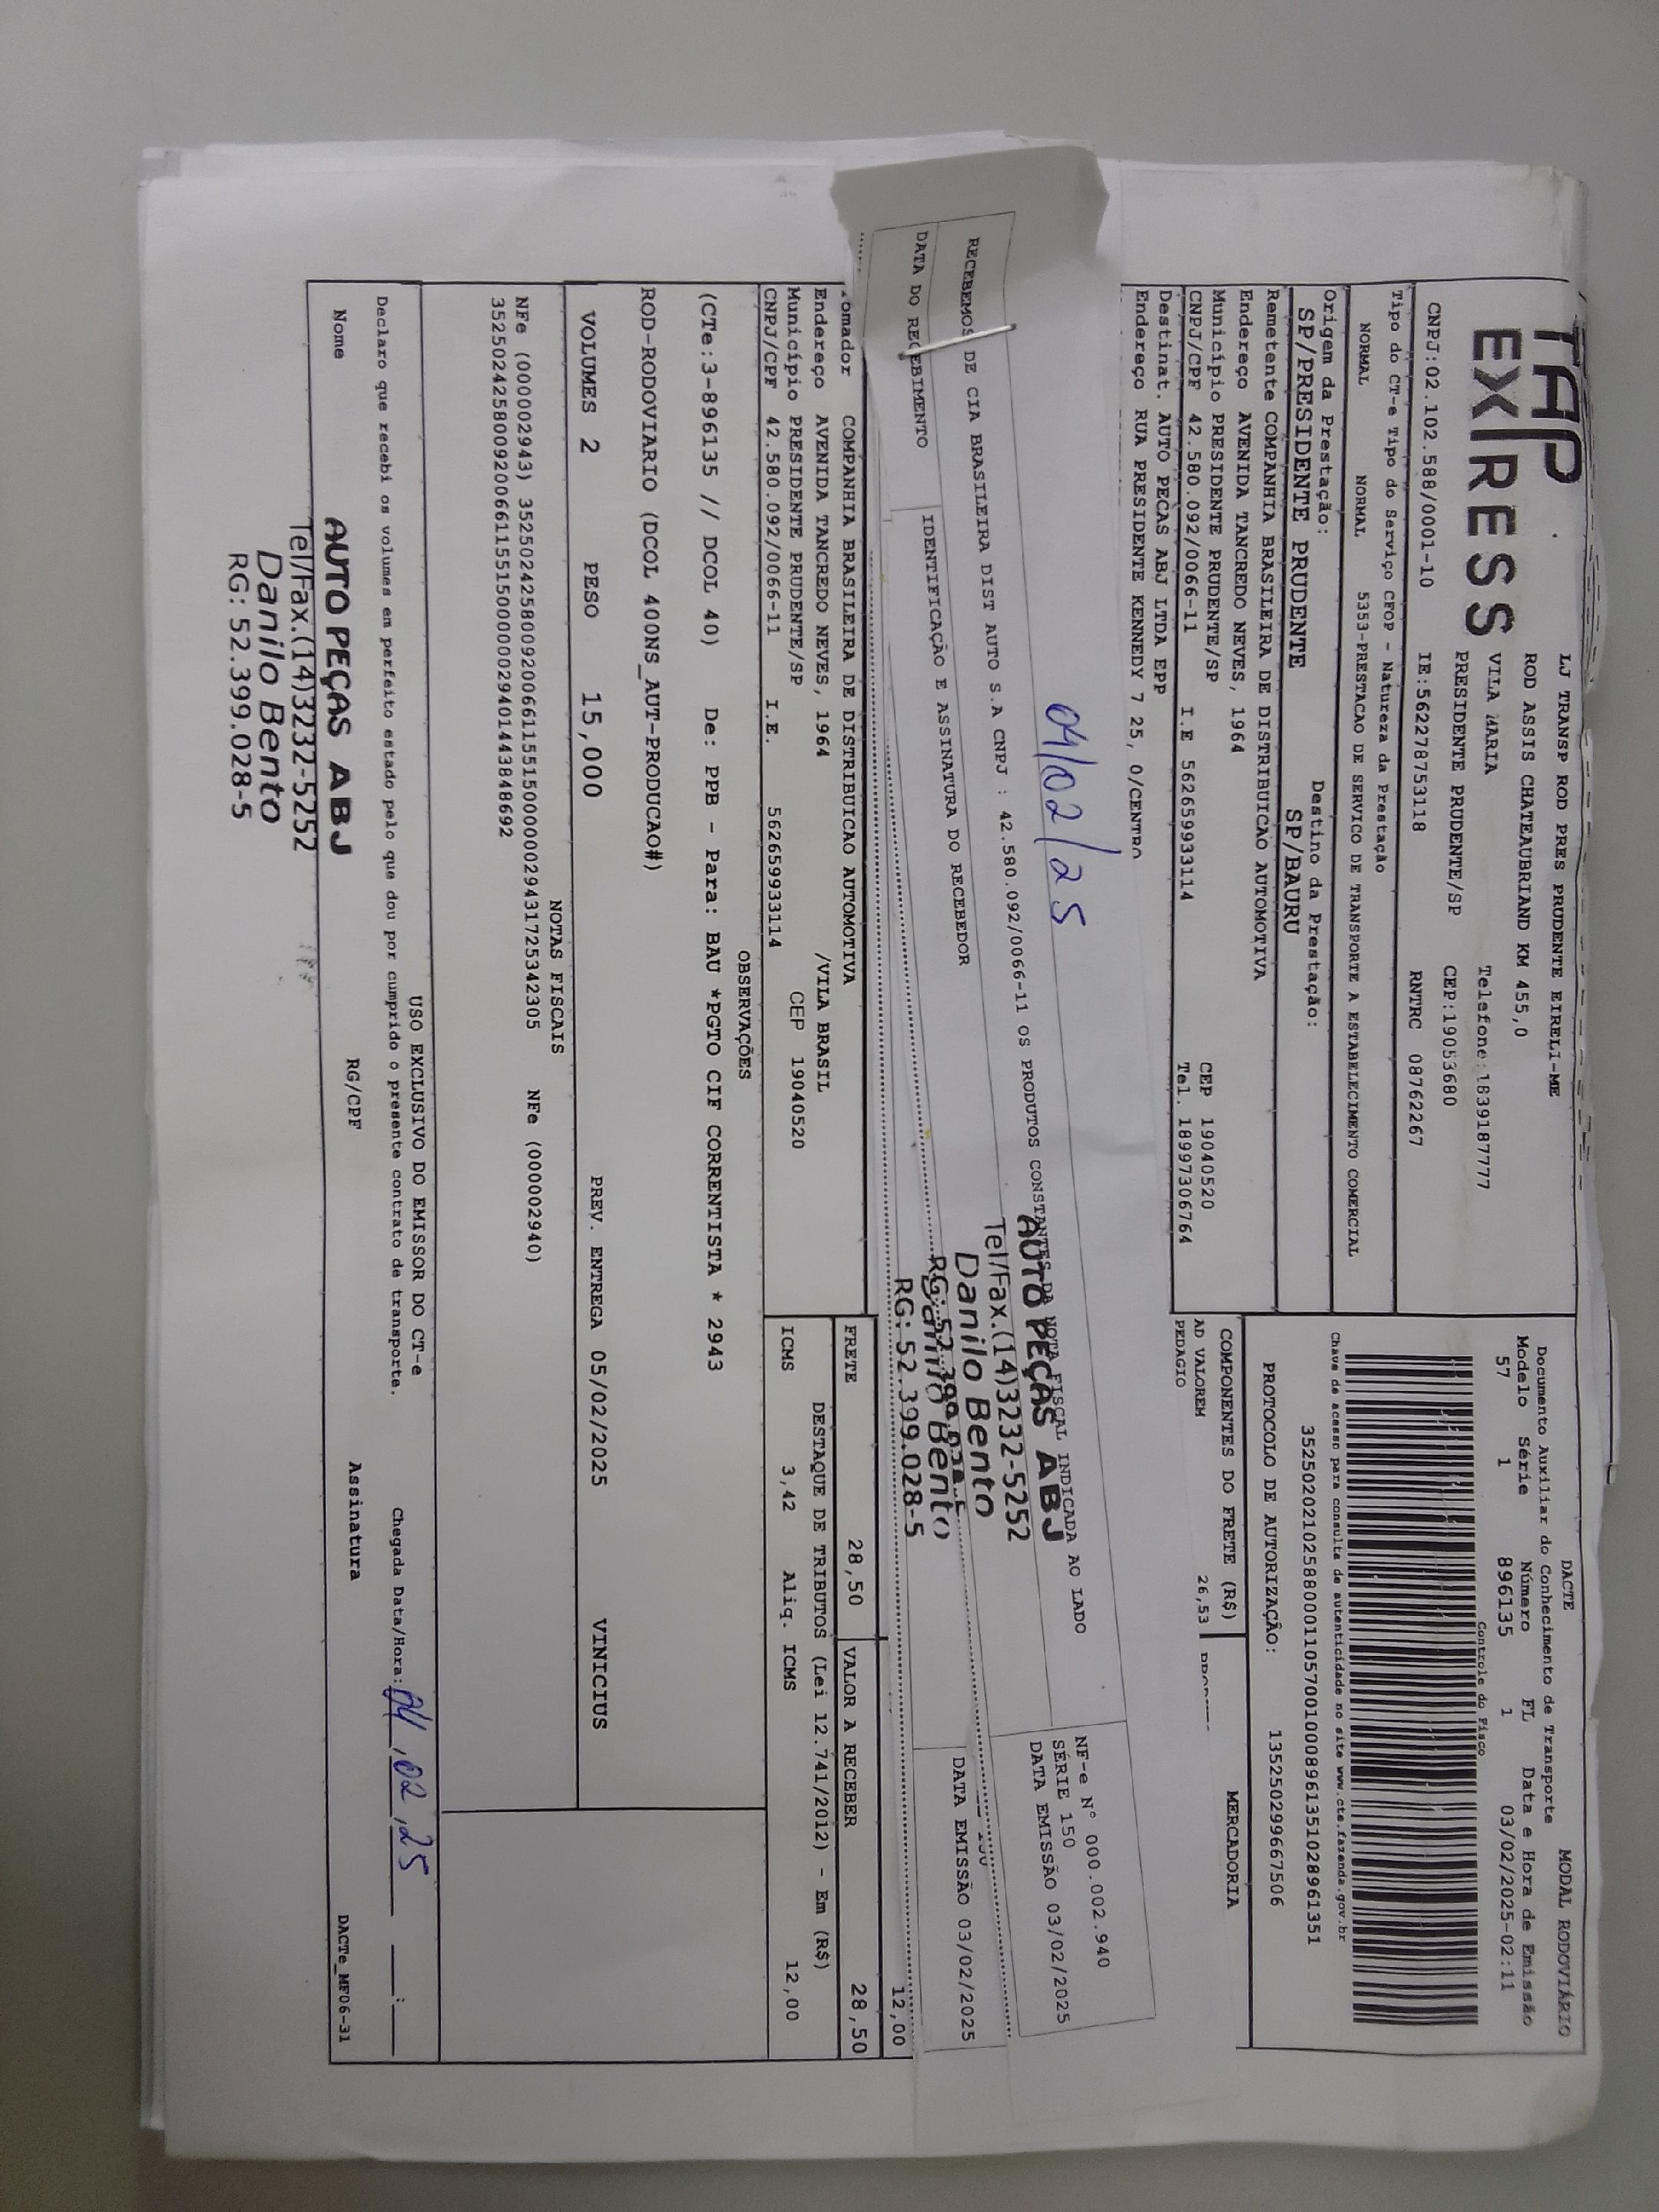 TAP EXPRESS
LJ TRANSP ROD PRES PRUDENTE EIRELI-ME
ROD ASSIS CHATEAUBRIAND KM 455,0
VILA MARIA Telefone:1839187777
PRESIDENTE PRUDENTE/SP CEP:19053680
CNPJ:02.102.588/0001-10 IE:562278753118 RNTRC 08762267
Tipo do CT-e Tipo do Serviço CFOP - Natureza da Prestação
NORMAL NORMAL 5353-PRESTACAO DE SERVICO DE TRANSPORTE A ESTABELECIMENTO COMERCIAL
Origem da Prestação: Destino da Prestação:
SP/PRESIDENTE PRUDENTE SP/BAURU
Remetente COMPANHIA BRASILEIRA DE DISTRIBUICAO AUTOMOTIVA
Endereço AVENIDA TANCREDO NEVES, 1964
Município PRESIDENTE PRUDENTE/SP CEP 19040520
CNPJ/CPF 42.580.092/0066-11 I.E 562659933114 Tel. 18997306764
Destinat. AUTO PECAS ABJ LTDA EPP
Endereço RUA PRESIDENTE KENNEDY 7 25, 0/CENTRO
DACTE MODAL RODOVIÁRIO
Documento Auxiliar do Conhecimento de Transporte
Modelo Série Número FL Data e Hora de Emissão
57 1 896135 1 03/02/2025-02:11
Controle do Fisco
Chave de acesso para consulta de autenticidade no site www.cte.fazenda.gov.br
35250202102588000110570010008961351028961351
PROTOCOLO DE AUTORIZAÇÃO: 135250299667506
COMPONENTES DO FRETE (R$) MERCADORIA
AD VALOREM 26,53
PEDAGIO
04/02/25
RECEBEMOS DE CIA BRASILEIRA DIST AUTO S.A CNPJ : 42.580.092/0066-11 OS PRODUTOS CONSTANTES DA NOTA FISCAL INDICADA AO LADO
NF-e N° 000.002.940
SÉRIE 150
DATA EMISSÃO 03/02/2025
AUTO PEÇAS ABJ
Tel/Fax.(14)3232-5252
Danilo Bento
DATA DO RECEBIMENTO IDENTIFICAÇÃO E ASSINATURA DO RECEBEDOR
Danilo Bento
RG: 52.399.028-5
DATA EMISSÃO 03/02/2025
12,00
Tomador COMPANHIA BRASILEIRA DE DISTRIBUICAO AUTOMOTIVA
Endereço AVENIDA TANCREDO NEVES, 1964 /VILA BRASIL
Município PRESIDENTE PRUDENTE/SP CEP 19040520
CNPJ/CPF 42.580.092/0066-11 I.E. 562659933114
FRETE 28,50 VALOR A RECEBER 28,50
DESTAQUE DE TRIBUTOS (Lei 12.741/2012) - Em (R$)
ICMS 3,42 Aliq. ICMS 12,00
OBSERVAÇÕES
(CTe:3-896135 // DCOL 40) De: PPB - Para: BAU *PGTO CIF CORRENTISTA * 2943
ROD-RODOVIARIO (DCOL 400NS_AUT-PRODUCAO#)
VOLUMES 2 PESO 15,000 PREV. ENTREGA 05/02/2025 VINICIUS
NOTAS FISCAIS
NFe (000002943) 35250242580092006611551500000029431725342305 NFe (000002940)
35250242580092006611551500000029401444384692
USO EXCLUSIVO DO EMISSOR DO CT-e
Declaro que recebi os volumes em perfeito estado pelo que dou por cumprido o presente contrato de transporte. Chegada Data/Hora: 04,02,25 __:__
Nome RG/CPF Assinatura DACTe_MF06-31
AUTO PEÇAS ABJ
Tel/Fax.(14)3232-5252
Danilo Bento
RG: 52.399.028-5